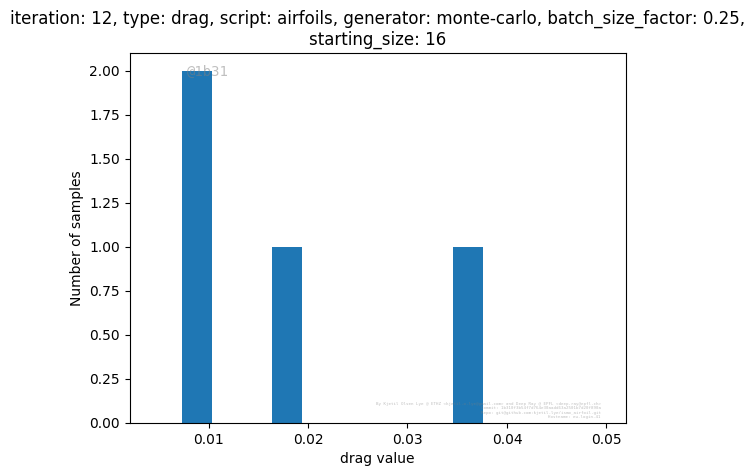 iteration: 12, type: drag, script: airfoils, generator: monte-carlo, batch_size_factor: 0.25,
starting_size: 16
@1b31
2.00
1.75
1.50
1.25
1.00
0.75
0.50
0.25
0.00
Number of samples
0.01
0.02
0.03
0.04
0.05
drag value